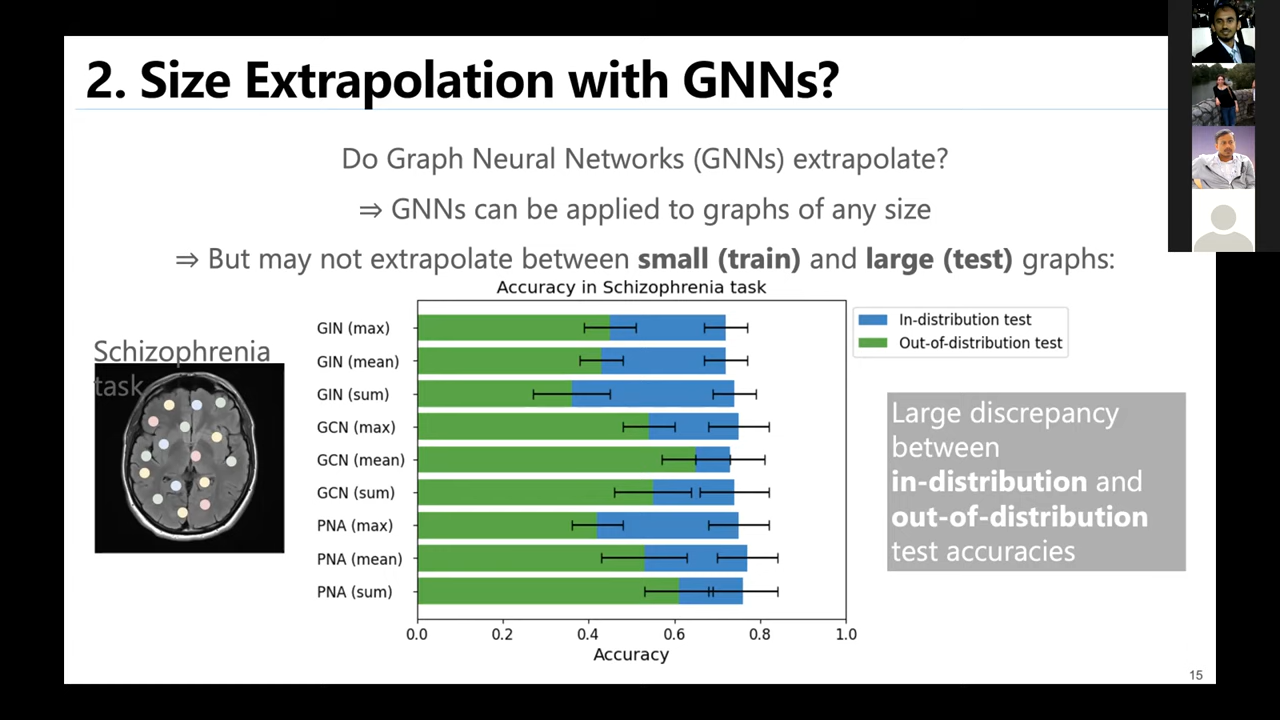 2. Size Extrapolation with GNNs?
Do Graph Neural Networks (GNNs) extrapolate?
⇒ GNNs can be applied to graphs of any size
⇒ But may not extrapolate between small (train) and large (test) graphs:
Accuracy in Schizophrenia task
Schizophrenia
task
GIN (max)
GIN (mean)
GIN (sum)
GCN (max)
GCN (mean)
GCN (sum)
PNA (max)
PNA (mean)
PNA (sum)
0.0 0.2 0.4 0.6 0.8 1.0
Accuracy
In-distribution test
Out-of-distribution test
Large discrepancy
between
in-distribution and
out-of-distribution
test accuracies
15